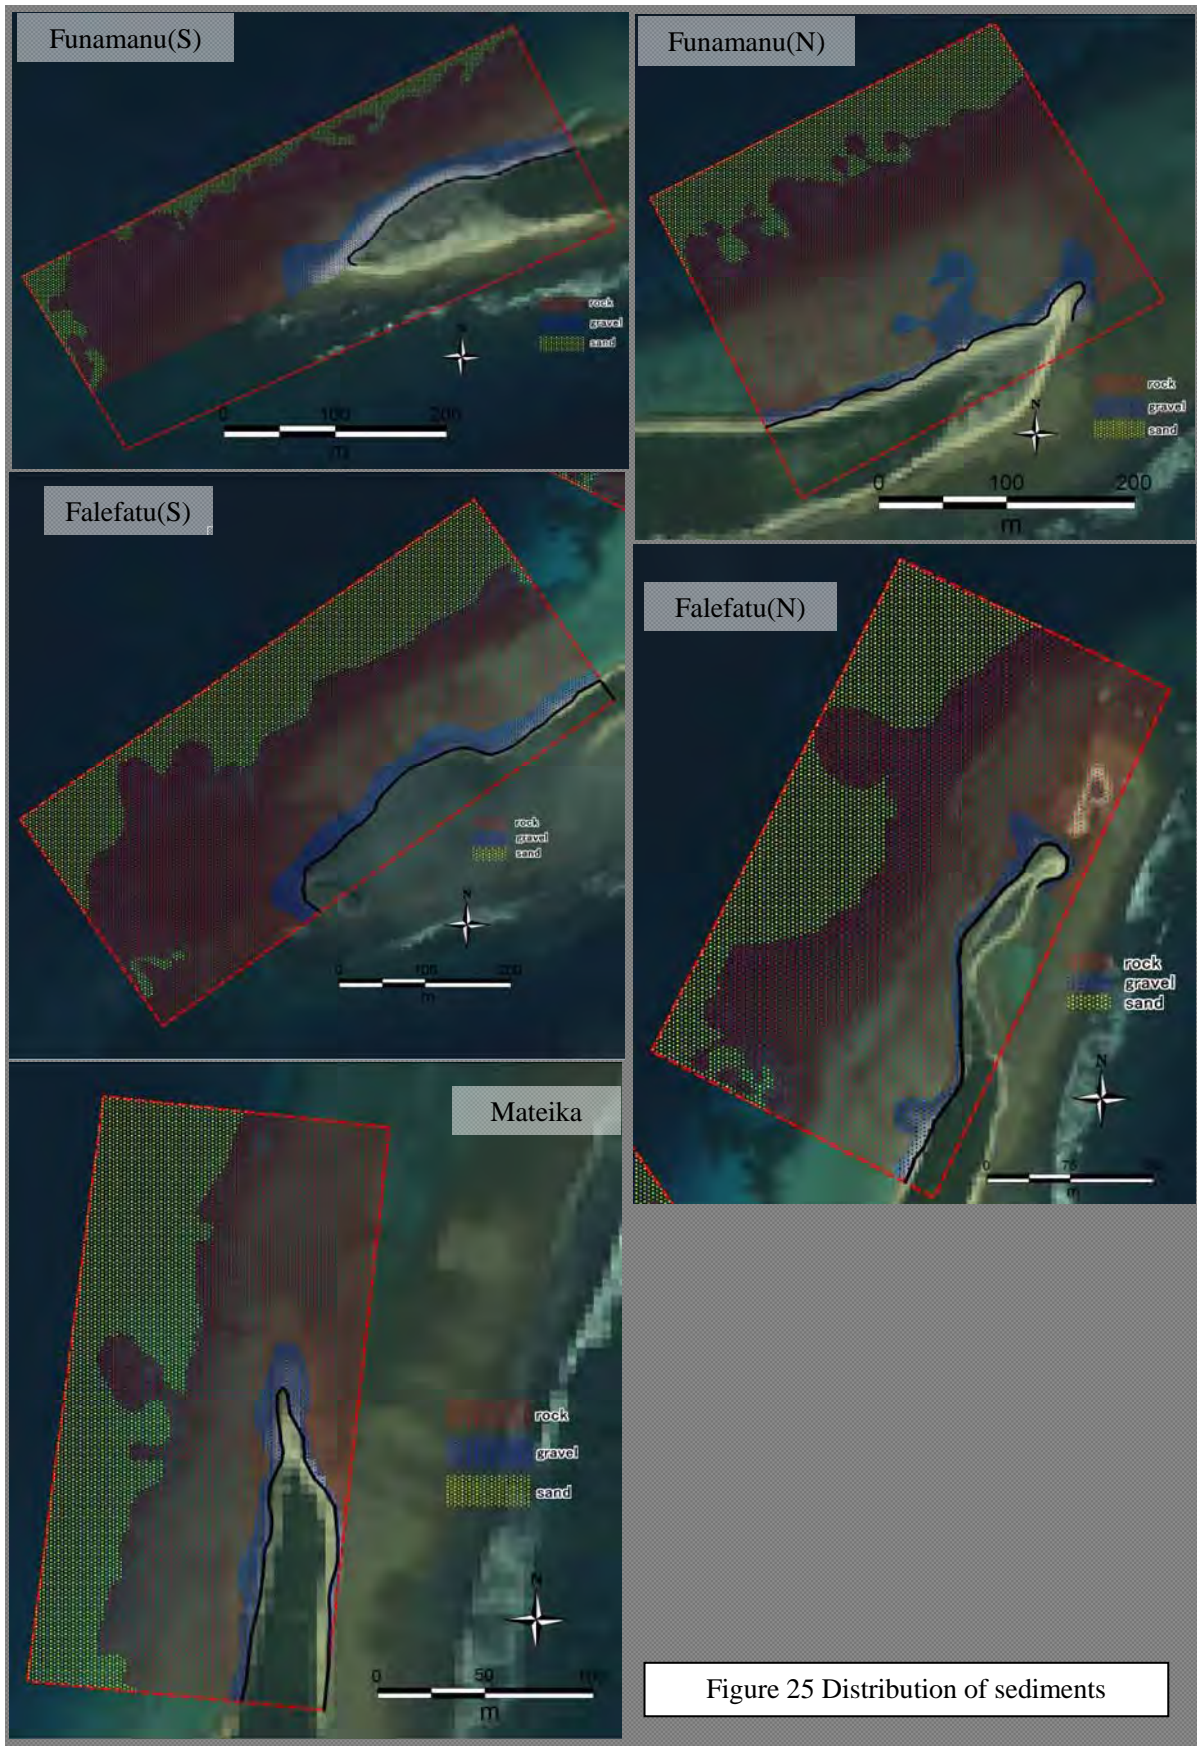 Funamanu(S)
rock
gravel
sand
N
0 100 200
m
Funamanu(N)
rock
gravel
sand
N
0 100 200
m
Falefatu(S)
rock
gravel
sand
N
0 100 200
m
Falefatu(N)
rock
gravel
sand
N
0 75
m
Mateika
rock
gravel
sand
N
0 50 100
m
Figure 25 Distribution of sediments